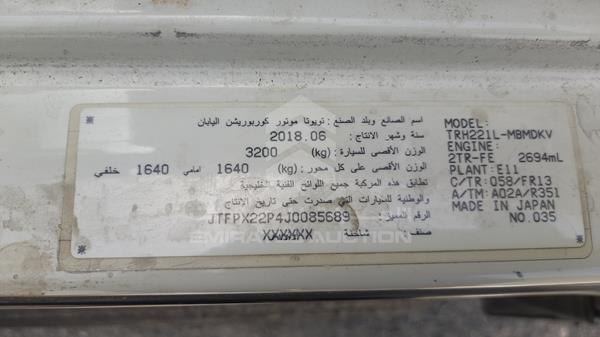 اسم الصانع وبلد الصنع : تريوتا موتور كوربوريشن اليابان
سنة وشهر الانتاج : 2018.06
الوزن الأقصى للسيارة : (kg) 3200
الوزن الأقصى على كل محور : (kg) 1640 امامي 1640 خلفي
تطابق هذه المركبة جميع اللوائح الفنية الخليجية
والوطنية للسيارات التي صدرت حتى تاريخ الانتاج
الرقم المميز : JTFPX22P4J0085689
صنف : شاحنة XXXXXX
MODEL:
TRH221L-MBMDKV
ENGINE:
2TR-FE 2694mL
PLANT: E11
C/TR: 058/FR13
A/TM: A02A/R351
MADE IN JAPAN
NO.035
EMIRATES AUCTION